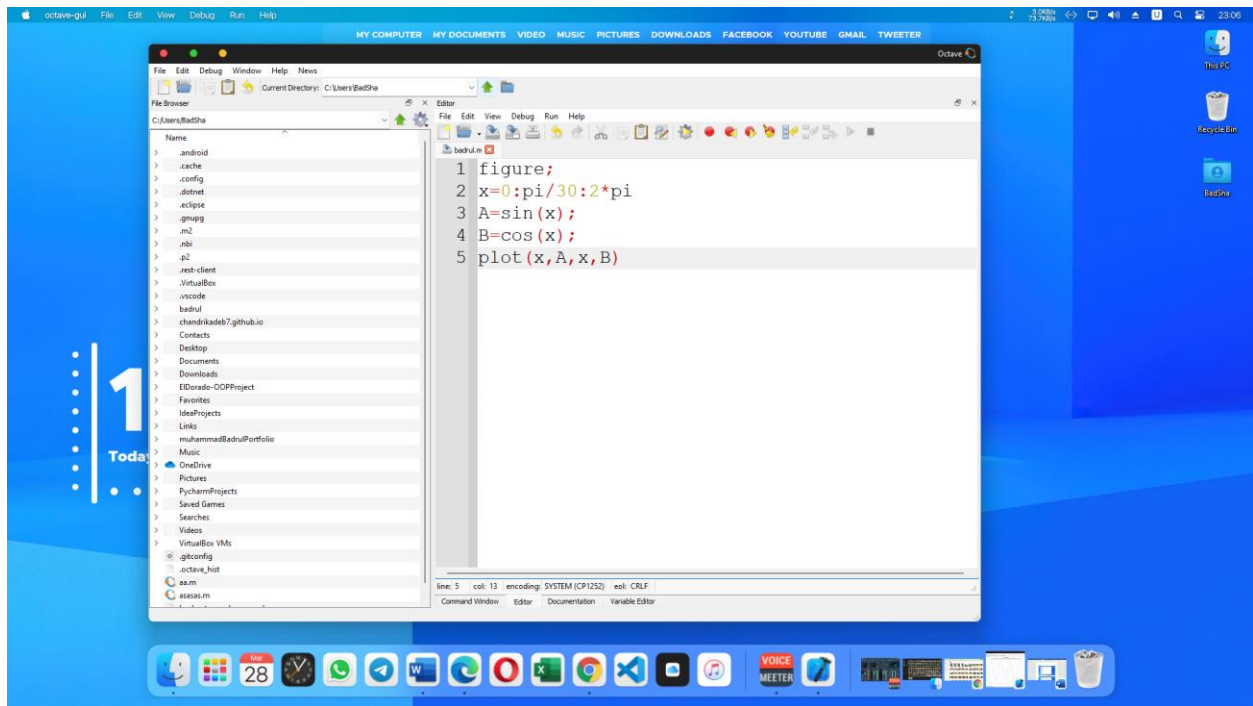 octave-gui File Edit View Debug Run Help
3.0KB/s
73.7KB/s
U
23:06
MY COMPUTER MY DOCUMENTS VIDEO MUSIC PICTURES DOWNLOADS FACEBOOK YOUTUBE GMAIL TWEETER
Octave
File Edit Debug Window Help News
Current Directory: C:\Users\BadSha
File Browser
C:/Users/BadSha
Name
.android
.cache
.config
.dotnet
.eclipse
.gnupg
.m2
.nbi
.p2
.rest-client
.VirtualBox
.vscode
badrul
chandrikadeb7.github.io
Contacts
Desktop
Documents
Downloads
ElDorado-OOPProject
Favorites
IdeaProjects
Links
muhammadBadrulPortfolio
Music
OneDrive
Pictures
PycharmProjects
Saved Games
Searches
Videos
VirtualBox VMs
.gitconfig
.octave_hist
aa.m
asasas.m
Editor
File Edit View Debug Run Help
badrul.m
1 figure;
2 x=0:pi/30:2*pi
3 A=sin(x);
4 B=cos(x);
5 plot(x,A,x,B)
line: 5 col: 13 encoding: SYSTEM (CP1252) eol: CRLF
Command Window Editor Documentation Variable Editor
This PC
Recycle Bin
BadSha
1
Today
Mar
28
VOICE
MEETER